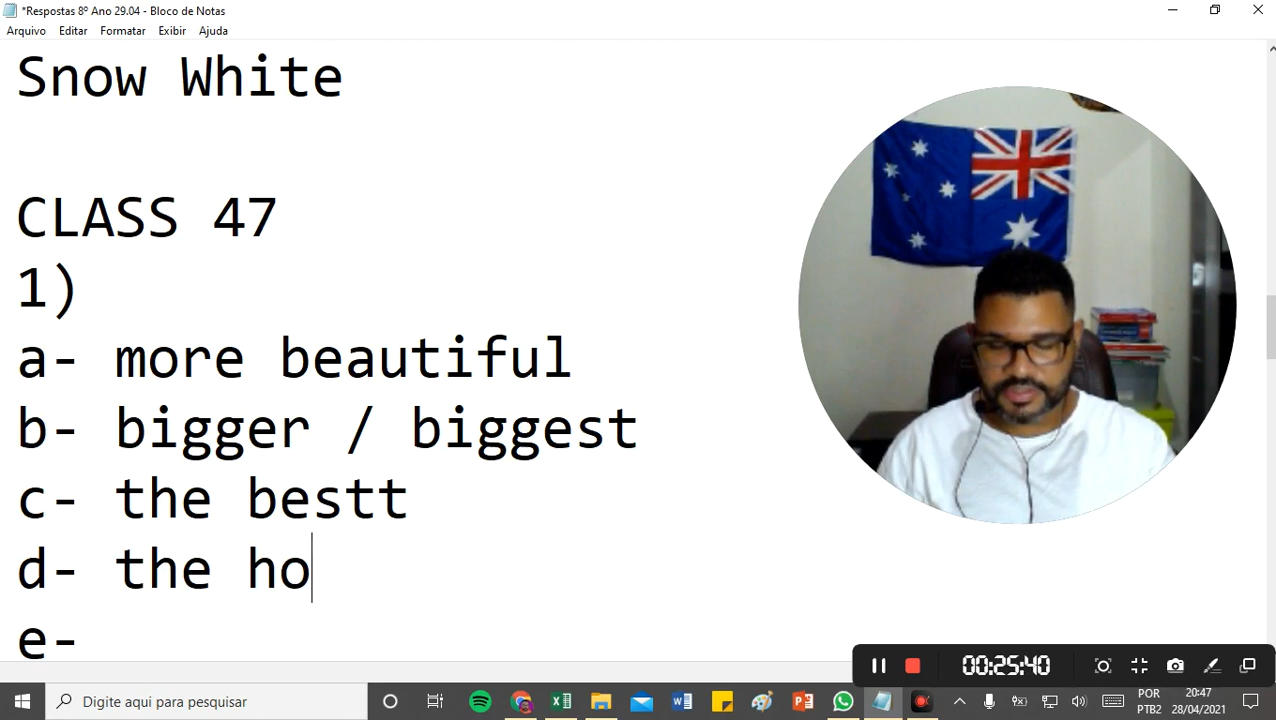 *Respostas 8º Ano 29.04 - Bloco de Notas
Arquivo Editar Formatar Exibir Ajuda
Snow White
CLASS 47
1)
a- more beautiful
b- bigger / biggest
c- the bestt
d- the ho
e-
00:25:40
Digite aqui para pesquisar
POR
PTB2
20:47
28/04/2021